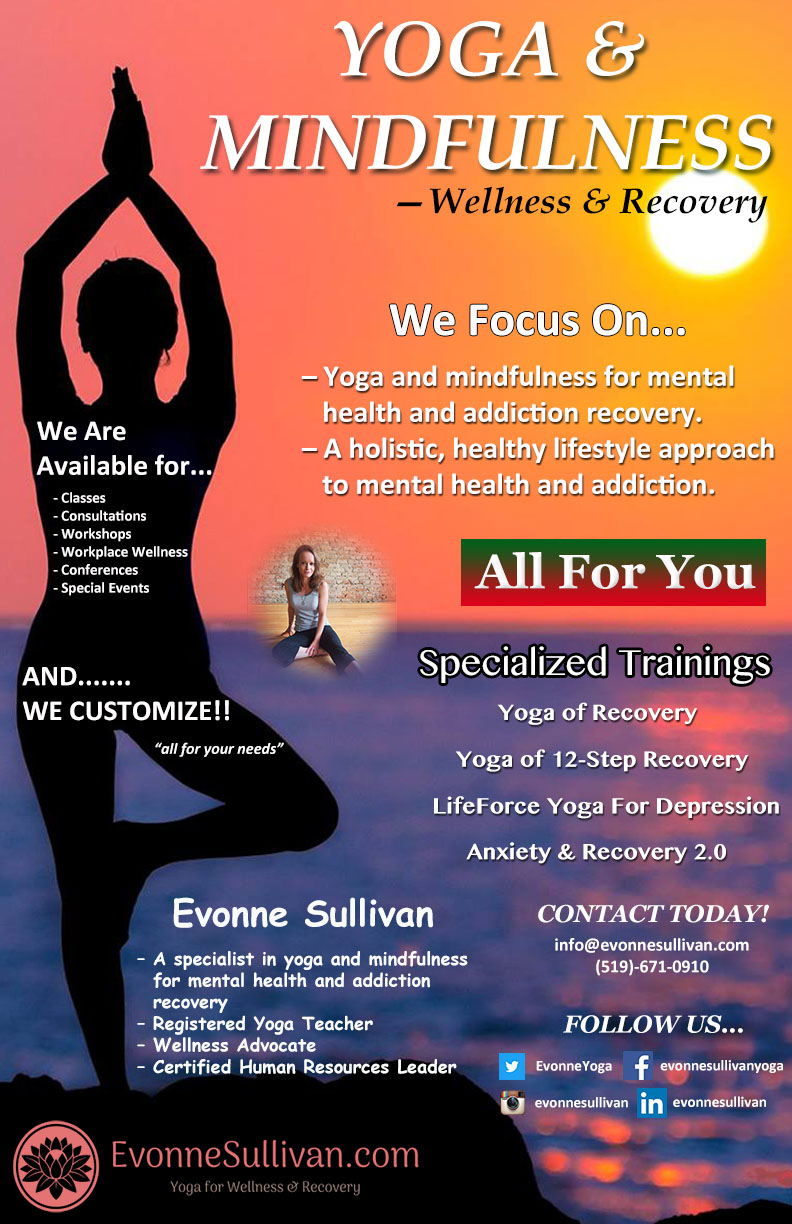 YOGA &
MINDFULNESS
—Wellness & Recovery
We Focus On...
– Yoga and mindfulness for mental
health and addiction recovery.
– A holistic, healthy lifestyle approach
to mental health and addiction.
We Are
Available for...
- Classes
- Consultations
- Workshops
- Workplace Wellness
- Conferences
- Special Events
AND.......
WE CUSTOMIZE!!
“all for your needs”
All For You
Specialized Trainings
Yoga of Recovery
Yoga of 12-Step Recovery
LifeForce Yoga For Depression
Anxiety & Recovery 2.0
Evonne Sullivan
– A specialist in yoga and mindfulness
for mental health and addiction
recovery
– Registered Yoga Teacher
– Wellness Advocate
– Certified Human Resources Leader
CONTACT TODAY!
info@evonnesullivan.com
(519)-671-0910
FOLLOW US...
EvonneYoga
evonnesullivanyoga
evonnesullivan
in evonnesullivan
EvonneSullivan.com
Yoga for Wellness & Recovery